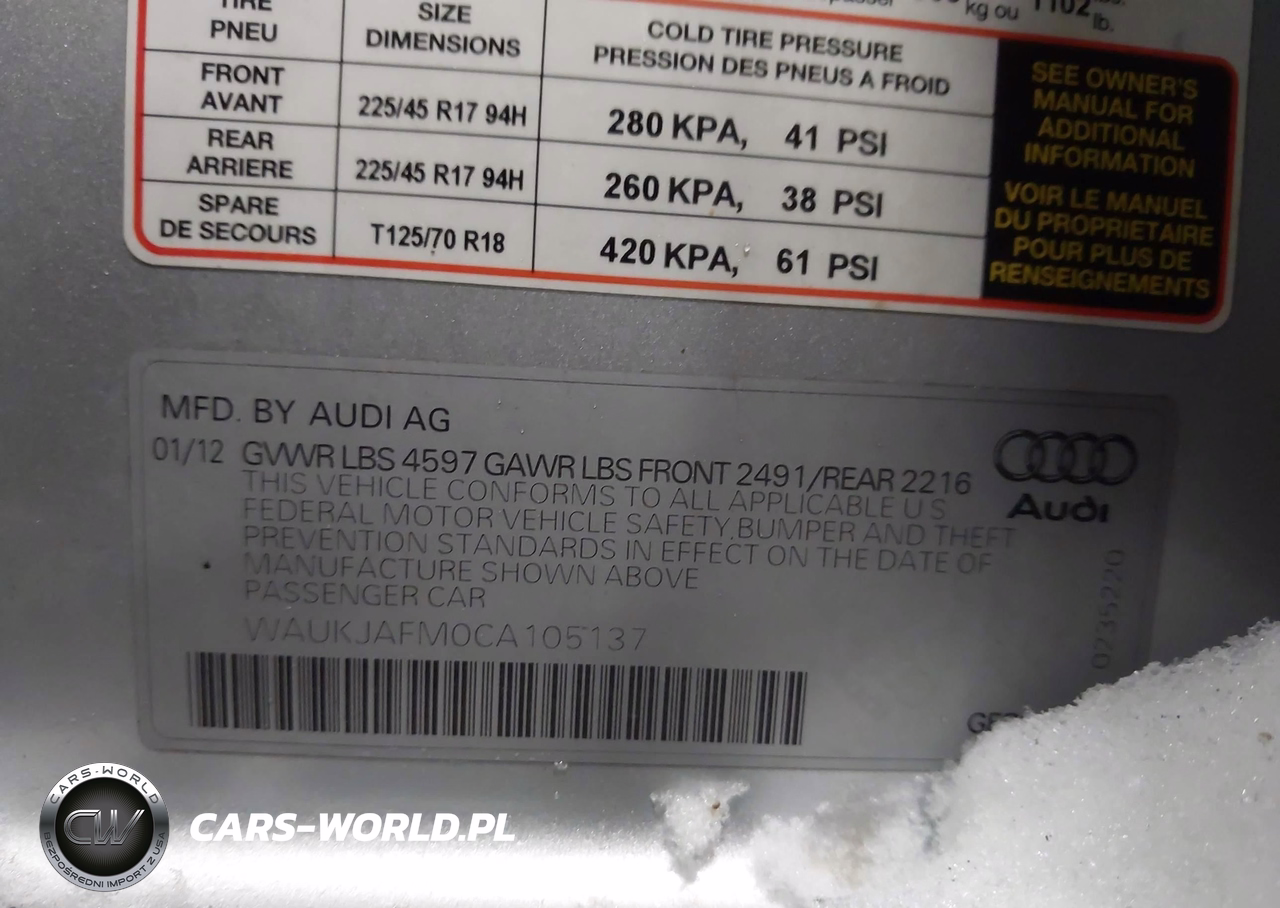 kg ou 1102 lb.
TIRE
PNEU
SIZE
DIMENSIONS
COLD TIRE PRESSURE
PRESSION DES PNEUS A FROID
FRONT
AVANT
225/45 R17 94H
280 KPA, 41 PSI
REAR
ARRIERE
225/45 R17 94H
260 KPA, 38 PSI
SPARE
DE SECOURS
T125/70 R18
420 KPA, 61 PSI
SEE OWNER'S
MANUAL FOR
ADDITIONAL
INFORMATION
VOIR LE MANUEL
DU PROPRIETAIRE
POUR PLUS DE
RENSEIGNEMENTS
MFD. BY AUDI AG
01/12 GVWR LBS 4597 GAWR LBS FRONT 2491/REAR 2216
THIS VEHICLE CONFORMS TO ALL APPLICABLE U S
FEDERAL MOTOR VEHICLE SAFETY, BUMPER AND THEFT
PREVENTION STANDARDS IN EFFECT ON THE DATE OF
MANUFACTURE SHOWN ABOVE
PASSENGER CAR
WAUKJAFM0CA105137
Audi
0235220
CARS-WORLD
CW
BEZPOŚREDNI IMPORT Z USA
CARS-WORLD.PL